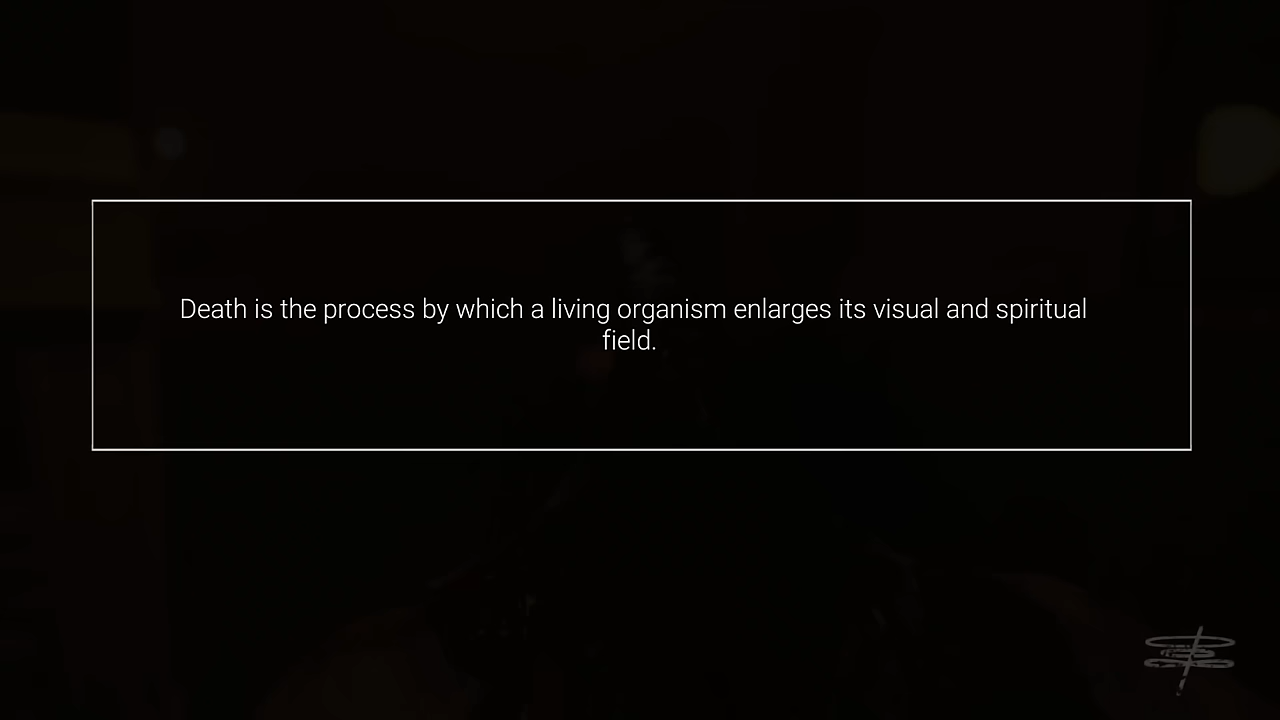 Death is the process by which a living organism enlarges its visual and spiritual
field.